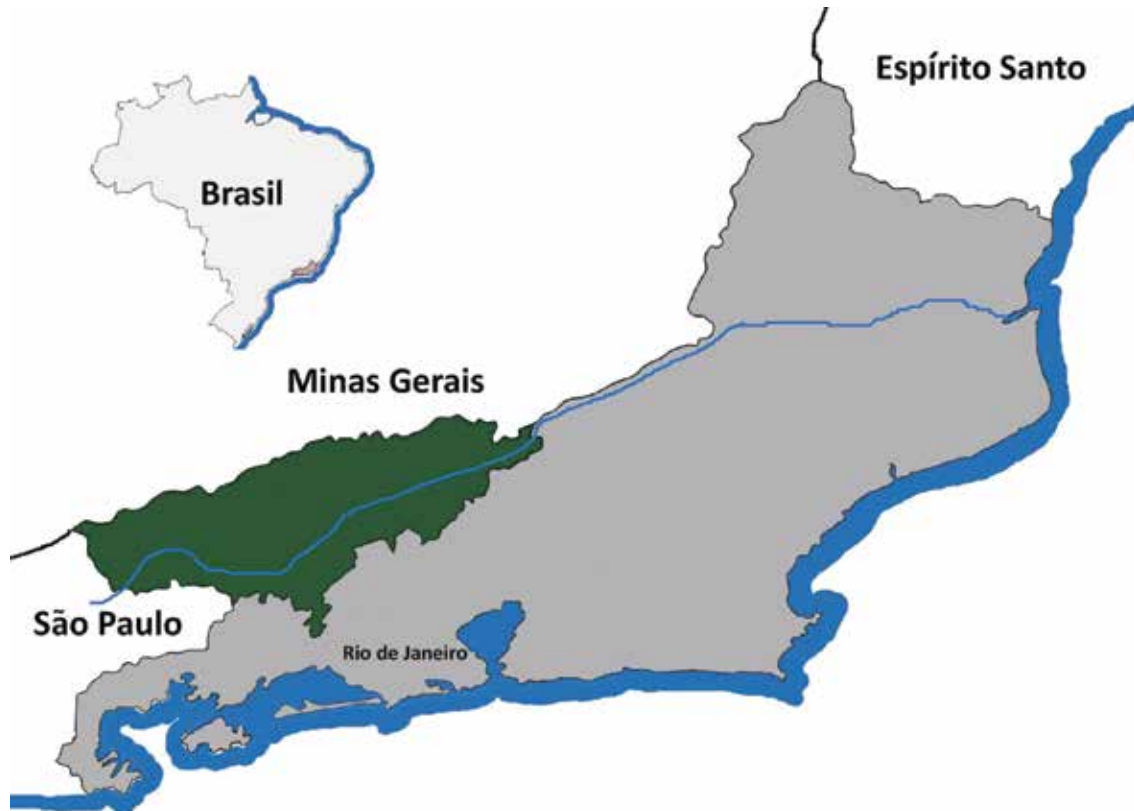 Espírito Santo
Brasil
Minas Gerais
São Paulo
Rio de Janeiro